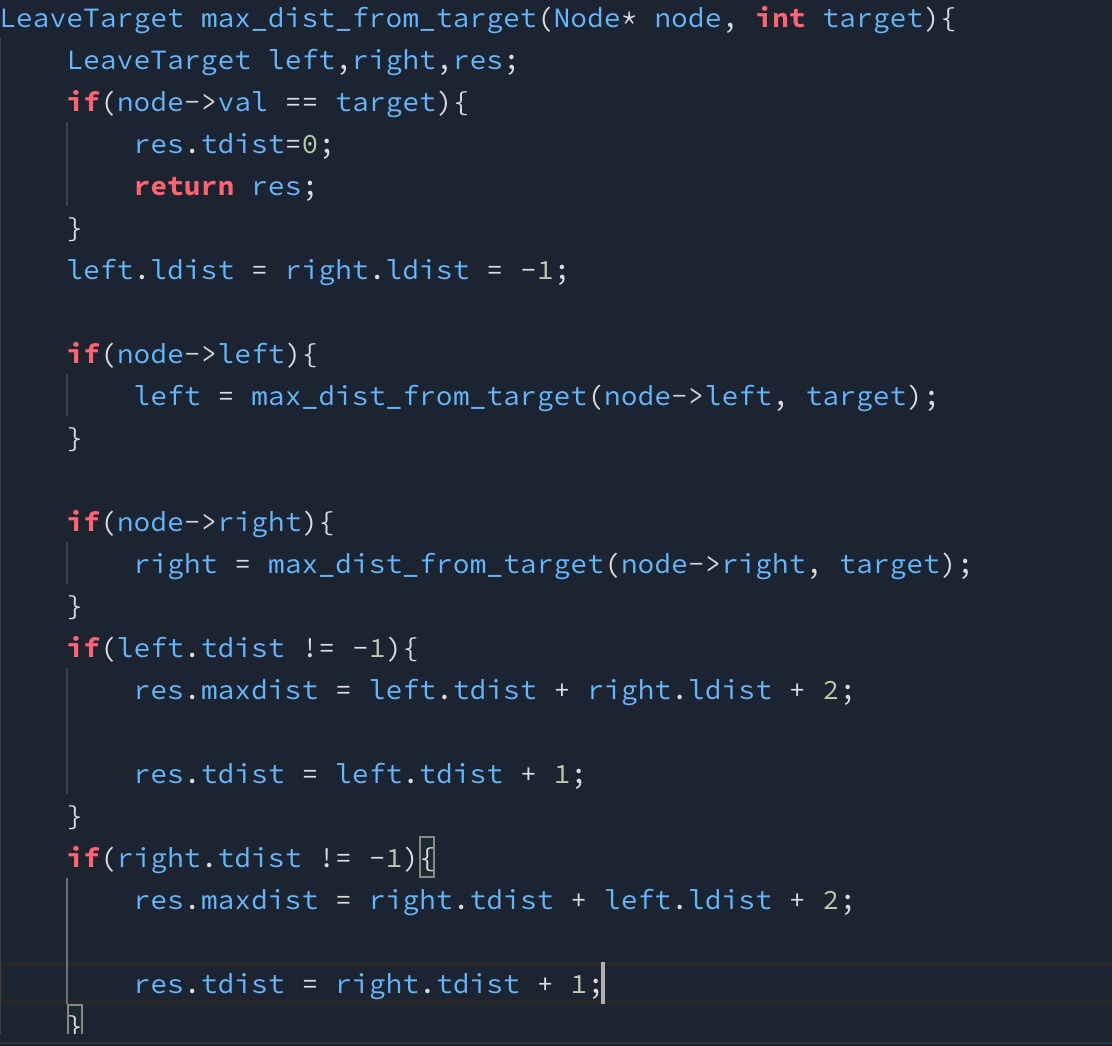 LeaveTarget max_dist_from_target(Node* node, int target){
    LeaveTarget left,right,res;
    if(node->val == target){
        res.tdist=0;
        return res;
    }
    left.ldist = right.ldist = -1;

    if(node->left){
        left = max_dist_from_target(node->left, target);
    }

    if(node->right){
        right = max_dist_from_target(node->right, target);
    }
    if(left.tdist != -1){
        res.maxdist = left.tdist + right.ldist + 2;

        res.tdist = left.tdist + 1;
    }
    if(right.tdist != -1){
        res.maxdist = right.tdist + left.ldist + 2;

        res.tdist = right.tdist + 1;
    }